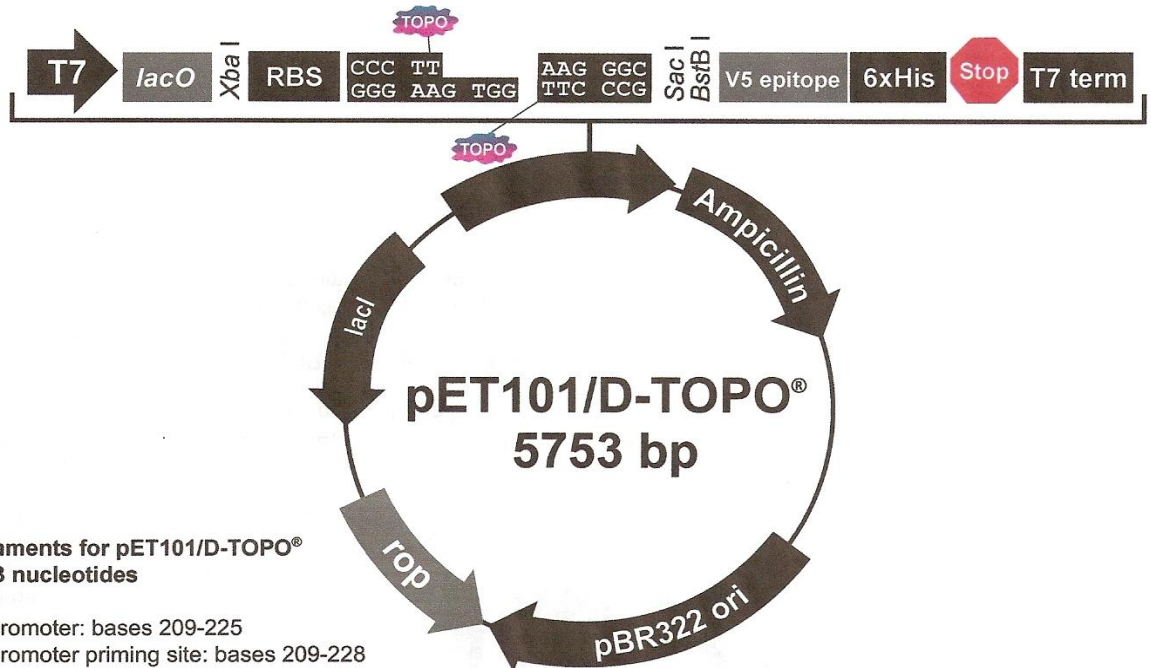 TOPO
T7 lacO Xba I RBS CCC TT AAG GGC Sac I BstB I V5 epitope 6xHis Stop T7 term
GGG AAG TGG TTC CCG
TOPO
Ampicillin
lacI
pET101/D-TOPO®
5753 bp
rop
pBR322 ori
ments for pET101/D-TOPO®
3 nucleotides
romoter: bases 209-225
romoter priming site: bases 209-228